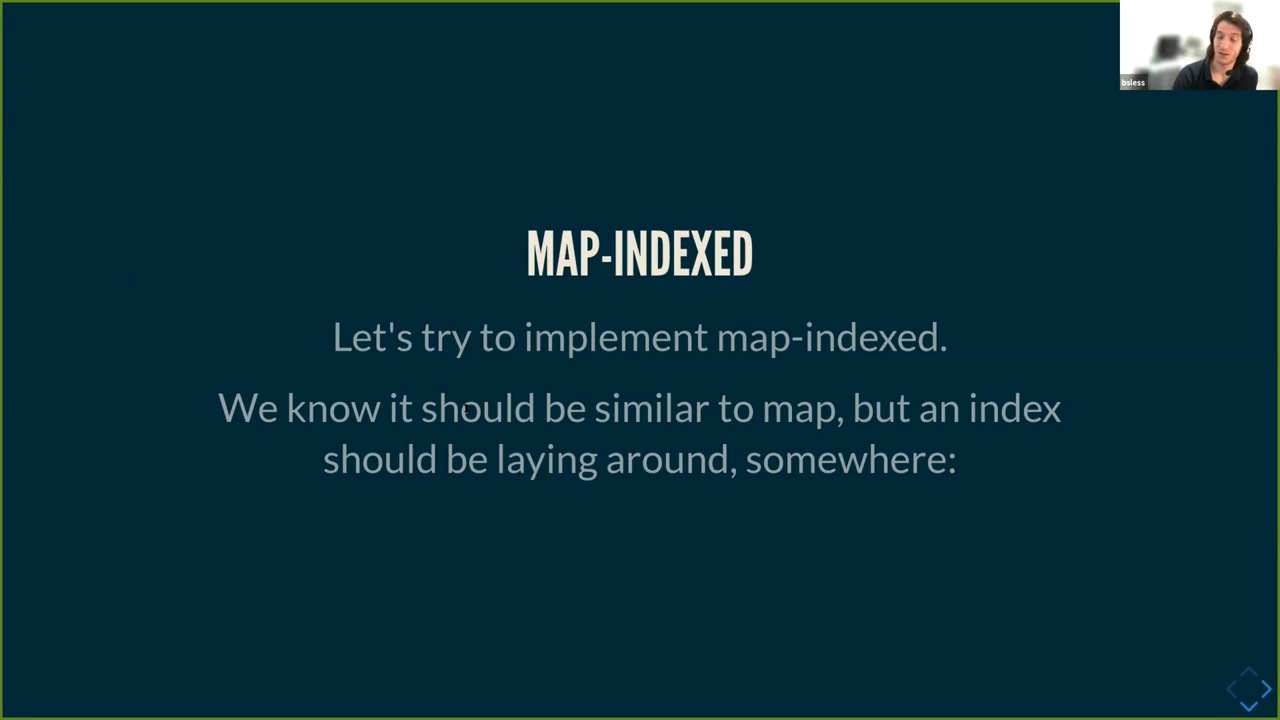 bsless
MAP-INDEXED
Let's try to implement map-indexed.
We know it should be similar to map, but an index
should be laying around, somewhere: